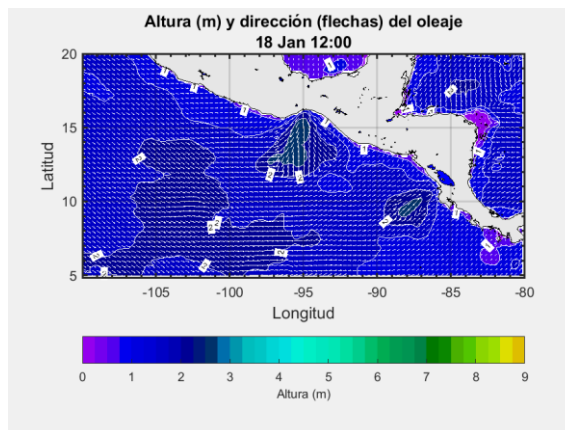 Altura (m) y dirección (flechas) del oleaje
18 Jan 12:00
20
15
10
5
Latitud
-105 -100 -95 -90 -85 -80
Longitud
0 1 2 3 4 5 6 7 8 9
Altura (m)